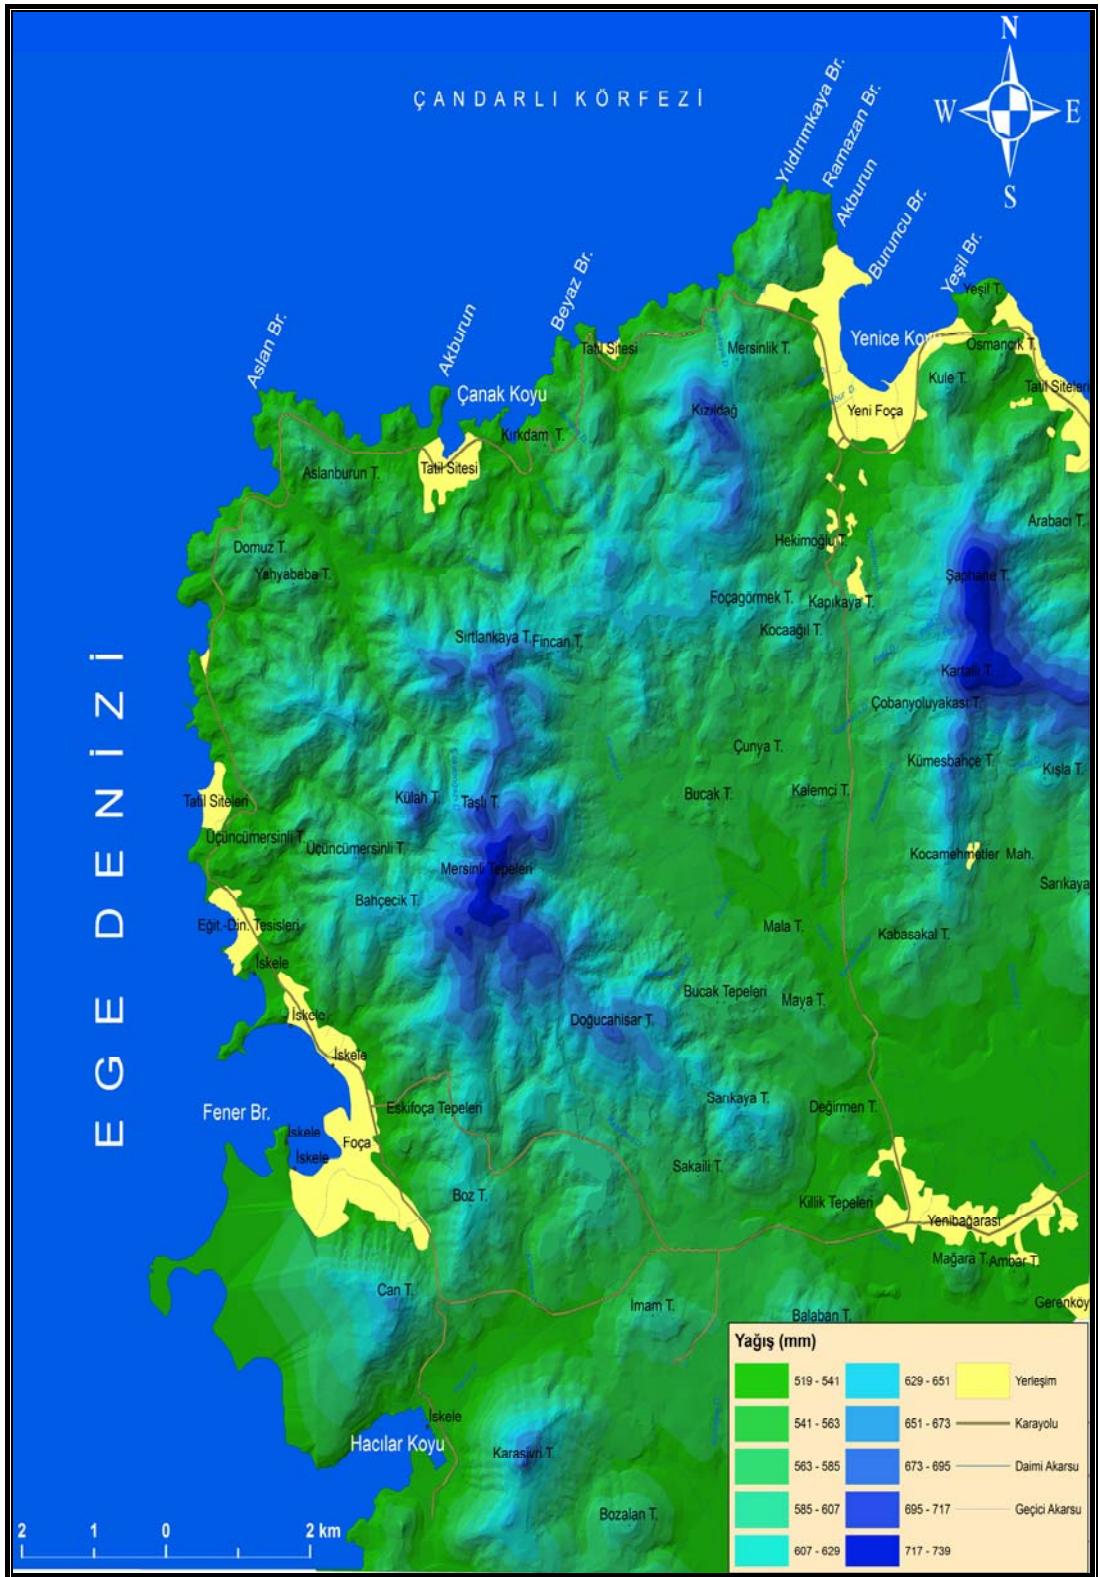 N
ÇANDARLI KÖRFEZİ
W
E
S
Yıldırımkaya Br.
Ramazan Br.
Akburun
Buruncu Br.
Yeşil Br.
Beyaz Br.
Akburun
Aslan Br.
Yeşil T.
Yenice Koyu
Osmancık T.
Tatil Sitesi
Mersinlik T.
Kule T.
Tatil Siteleri
Çanak Koyu
Kızıldağ
Yeni Foça
Kırkdam T.
Tatil Sitesi
Aslanburun T.
Arabacı T.
Domuz T.
Hekimoğlu T.
Yahyababa T.
Şaphane T.
Foçagörmek T.
Kapıkaya T.
Kocaağıl T.
Sırtlankaya T.
Fincan T.
Kartallı T.
Çobanyoluyakası T.
EGE DENİZİ
Çunya T.
Kümesbahçe T.
Kışla T.
Tatil Siteleri
Külah T.
Taşlı T.
Bucak T.
Kalemçi T.
Üçüncümersinli T.
Üçüncümersinli T.
Kocamehmetler Mah.
Mersinli Tepeleri
Sarıkaya
Bahçecik T.
Eğit.-Din. Tesisleri
Mala T.
Kabasakal T.
İskele
Bucak Tepeleri
Maya T.
İskele
Doğucahisar T.
İskele
Sarıkaya T.
Değirmen T.
Eskifoça Tepeleri
Fener Br.
İskele
Foça
İskele
Sakaili T.
Boz T.
Killik Tepeleri
Yenibağarası
Mağara T.
Ambar T.
Can T.
İmam T.
Balaban T.
Gerenköy
İskele
Hacılar Koyu
Karasivri T.
Bozalan T.
Yağış (mm)
519 - 541
629 - 651
Yerleşim
541 - 563
651 - 673
Karayolu
563 - 585
673 - 695
Daimi Akarsu
585 - 607
695 - 717
Geçici Akarsu
607 - 629
717 - 739
2 1 0 2 km